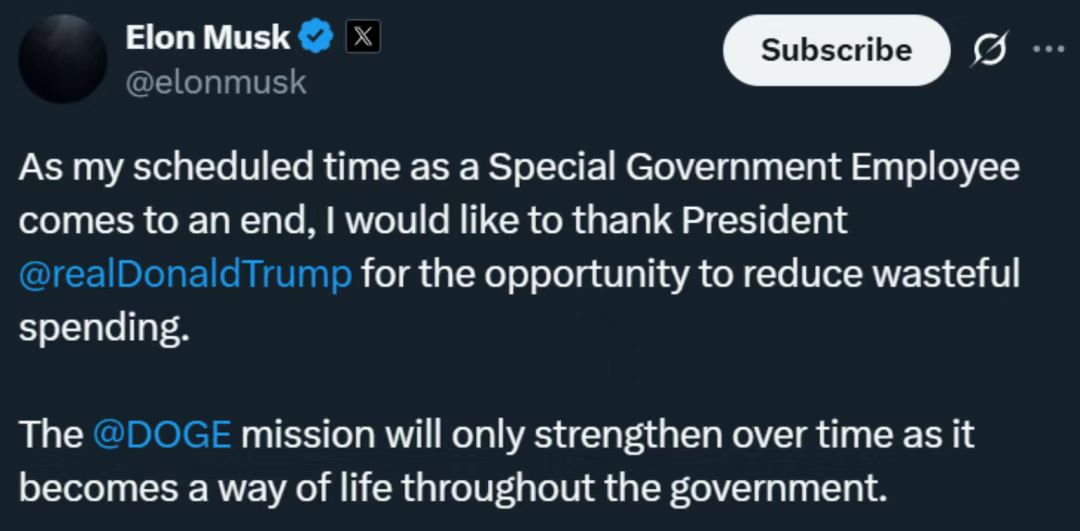 Elon Musk
@elonmusk
Subscribe
As my scheduled time as a Special Government Employee
comes to an end, I would like to thank President
@realDonaldTrump for the opportunity to reduce wasteful
spending.
The @DOGE mission will only strengthen over time as it
becomes a way of life throughout the government.